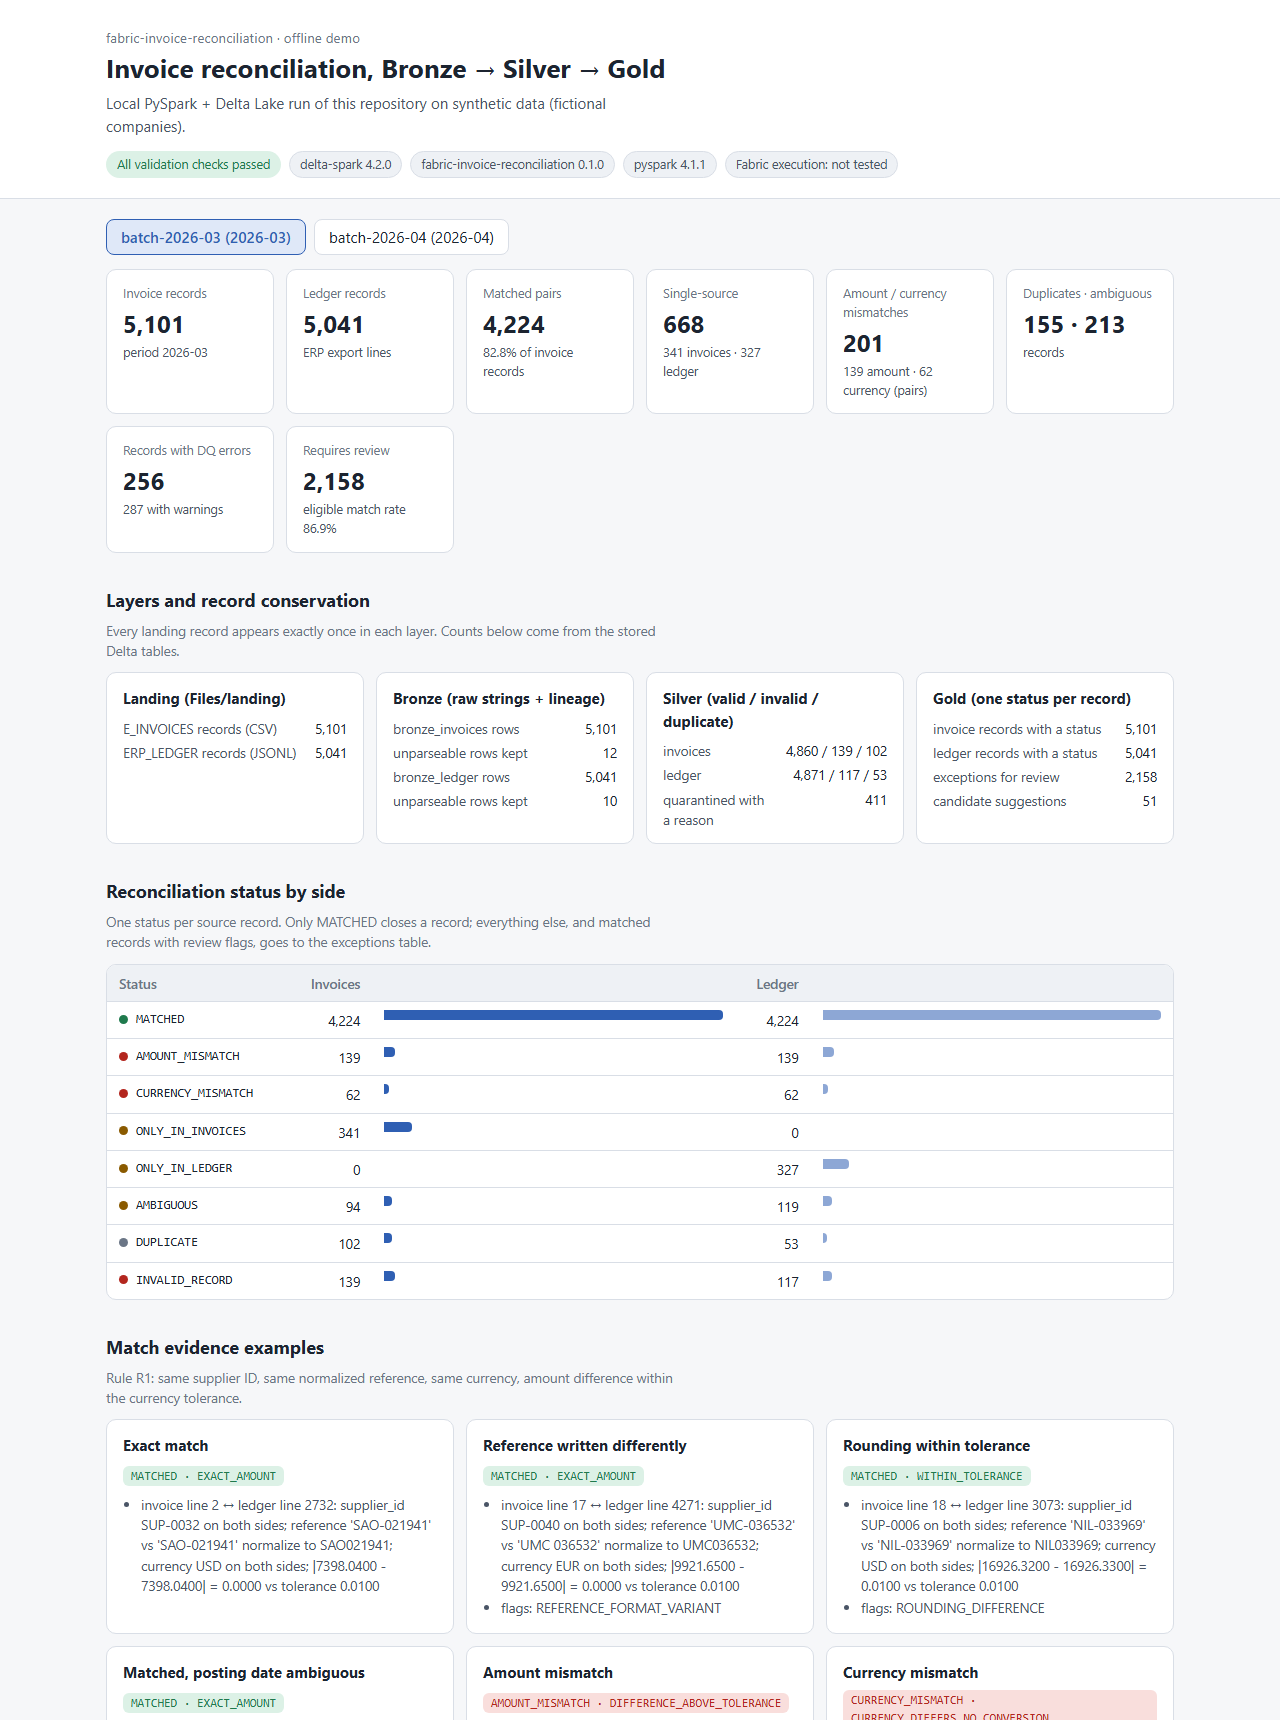 fabric-invoice-reconciliation · offline demo
Invoice reconciliation, Bronze → Silver → Gold
Local PySpark + Delta Lake run of this repository on synthetic data (fictional
companies).
All validation checks passed
delta-spark 4.2.0
fabric-invoice-reconciliation 0.1.0
pyspark 4.1.1
Fabric execution: not tested
batch-2026-03 (2026-03)
batch-2026-04 (2026-04)
Invoice records
5,101
period 2026-03
Ledger records
5,041
ERP export lines
Matched pairs
4,224
82.8% of invoice
records
Single-source
668
341 invoices · 327
ledger
Amount / currency
mismatches
201
139 amount · 62
currency (pairs)
Duplicates · ambiguous
155 · 213
records
Records with DQ errors
256
287 with warnings
Requires review
2,158
eligible match rate
86.9%
Layers and record conservation
Every landing record appears exactly once in each layer. Counts below come from the stored
Delta tables.
Landing (Files/landing)
E_INVOICES records (CSV) 5,101
ERP_LEDGER records (JSONL) 5,041
Bronze (raw strings + lineage)
bronze_invoices rows 5,101
unparseable rows kept 12
bronze_ledger rows 5,041
unparseable rows kept 10
Silver (valid / invalid /
duplicate)
invoices 4,860 / 139 / 102
ledger 4,871 / 117 / 53
quarantined with 411
a reason
Gold (one status per record)
invoice records with a status 5,101
ledger records with a status 5,041
exceptions for review 2,158
candidate suggestions 51
Reconciliation status by side
One status per source record. Only MATCHED closes a record; everything else, and matched
records with review flags, goes to the exceptions table.
Status Invoices Ledger
MATCHED 4,224 4,224
AMOUNT_MISMATCH 139 139
CURRENCY_MISMATCH 62 62
ONLY_IN_INVOICES 341 0
ONLY_IN_LEDGER 0 327
AMBIGUOUS 94 119
DUPLICATE 102 53
INVALID_RECORD 139 117
Match evidence examples
Rule R1: same supplier ID, same normalized reference, same currency, amount difference within
the currency tolerance.
Exact match
MATCHED · EXACT_AMOUNT
• invoice line 2 ↔ ledger line 2732: supplier_id
SUP-0032 on both sides; reference 'SAO-021941'
vs 'SAO-021941' normalize to SAO021941;
currency USD on both sides; |7398.0400 -
7398.0400| = 0.0000 vs tolerance 0.0100
Reference written differently
MATCHED · EXACT_AMOUNT
• invoice line 17 ↔ ledger line 4271: supplier_id
SUP-0040 on both sides; reference 'UMC-036532'
vs 'UMC 036532' normalize to UMC036532;
currency EUR on both sides; |9921.6500 -
9921.6500| = 0.0000 vs tolerance 0.0100
• flags: REFERENCE_FORMAT_VARIANT
Rounding within tolerance
MATCHED · WITHIN_TOLERANCE
• invoice line 18 ↔ ledger line 3073: supplier_id
SUP-0006 on both sides; reference 'NIL-033969'
vs 'NIL-033969' normalize to NIL033969; currency
USD on both sides; |16926.3200 - 16926.3300| =
0.0100 vs tolerance 0.0100
• flags: ROUNDING_DIFFERENCE
Matched, posting date ambiguous
MATCHED · EXACT_AMOUNT
Amount mismatch
AMOUNT_MISMATCH · DIFFERENCE_ABOVE_TOLERANCE
Currency mismatch
CURRENCY_MISMATCH ·
CURRENCY_DIFFERS_NO_CONVERSION